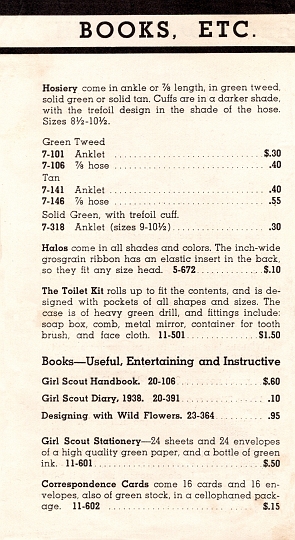 BOOKS, ETC.
Hosiery come in ankle or ⅞ length, in green tweed,
solid green or solid tan. Cuffs are in a darker shade,
with the trefoil design in the shade of the hose.
Sizes 8½-10½.
Green Tweed
7-101 Anklet .................... $.30
7-106 ⅞ hose .................... .40
Tan
7-141 Anklet .................... .40
7-146 ⅞ hose .................... .55
Solid Green, with trefoil cuff.
7-318 Anklet (sizes 9-10½) .................... .30
Halos come in all shades and colors. The inch-wide
grosgrain ribbon has an elastic insert in the back,
so they fit any size head. 5-672 .................... $.10
The Toilet Kit rolls up to fit the contents, and is de-
signed with pockets of all shapes and sizes. The
case is of heavy green drill, and fittings include:
soap box, comb, metal mirror, container for tooth
brush, and face cloth. 11-501 .................... $1.50
Books—Useful, Entertaining and Instructive
Girl Scout Handbook. 20-106 .................... $.60
Girl Scout Diary, 1938. 20-391 .................... .10
Designing with Wild Flowers. 23-364 .................... .95
Girl Scout Stationery—24 sheets and 24 envelopes
of a high quality green paper, and a bottle of green
ink. 11-601 .................... $.50
Correspondence Cards come 16 cards and 16 en-
velopes, also of green stock, in a cellophaned pack-
age. 11-602 .................... $.15